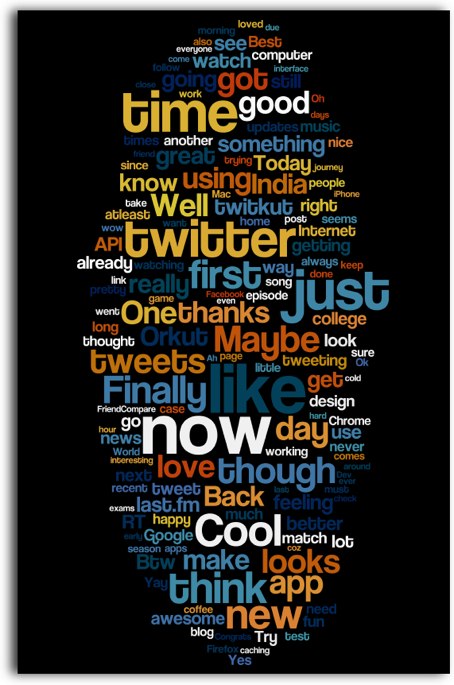 loved due
morning
also see Best
everyone
come watch computer
follow interface
going got still
close
work
time good Oh
days
updates music
times another something nice
friend great trying Today journey
since
know using India people
Mac iPhone
take Well twitkut right
atleast home post seems
wow want
API twitter Internet
getting
already watching first way always keep
link really song done
pretty just
game Facebook episode
went even
One thanks college
long
thought Orkut Maybe look
sure
tweets Ah page tweeting Ok
little
Finally like get cold
design
FriendCompare case
go now day hard Chrome
hour use
news working never
World
interesting love though comes
next around
Dev
recent tweet Back last ever
must
exams last.fm feeling check
much
RT happy Cool better
early Google match lot
season apps coz
Btw make looks
Yay think app
coffee
awesome new need
fun
blog Congrats Try test
Firefox caching
Yes